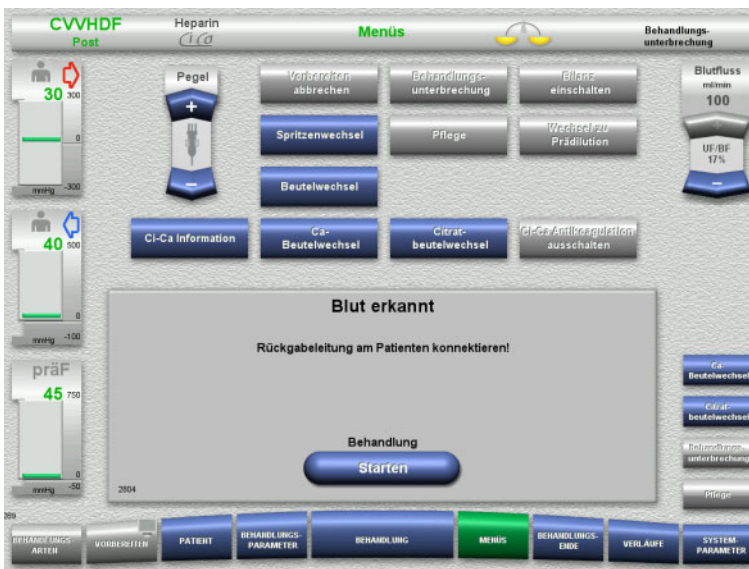 CVVHDF
Post
Heparin
Ci Ca
Menüs
Behandlungs-
unterbrechung
30
300
0
-300
mmHg
Pegel
+
−
Vorbereiten
abbrechen
Behandlungs-
unterbrechung
Bilanz
einschalten
Spritzenwechsel
Pflege
Wechsel zu
Prädilution
Beutelwechsel
Blutfluss
ml/min
100
+
UF/BF
17%
−
40
500
0
-100
mmHg
Ci-Ca Information
Ca-
Beutelwechsel
Citrat-
beutelwechsel
Ci-Ca Antikoagulation
ausschalten
Blut erkannt
Rückgabeleitung am Patienten konnektieren!
Behandlung
Starten
2604
präF
45
750
0
-50
mmHg
Ca-
Beutelwechsel
Citrat-
beutelwechsel
Behandlungs-
unterbrechung
Pflege
BEHANDLUNGS-
ARTEN
VORBEREITEN
PATIENT
BEHANDLUNGS-
PARAMETER
BEHANDLUNG
MENÜS
BEHANDLUNGS-
ENDE
VERLÄUFE
SYSTEM-
PARAMETER